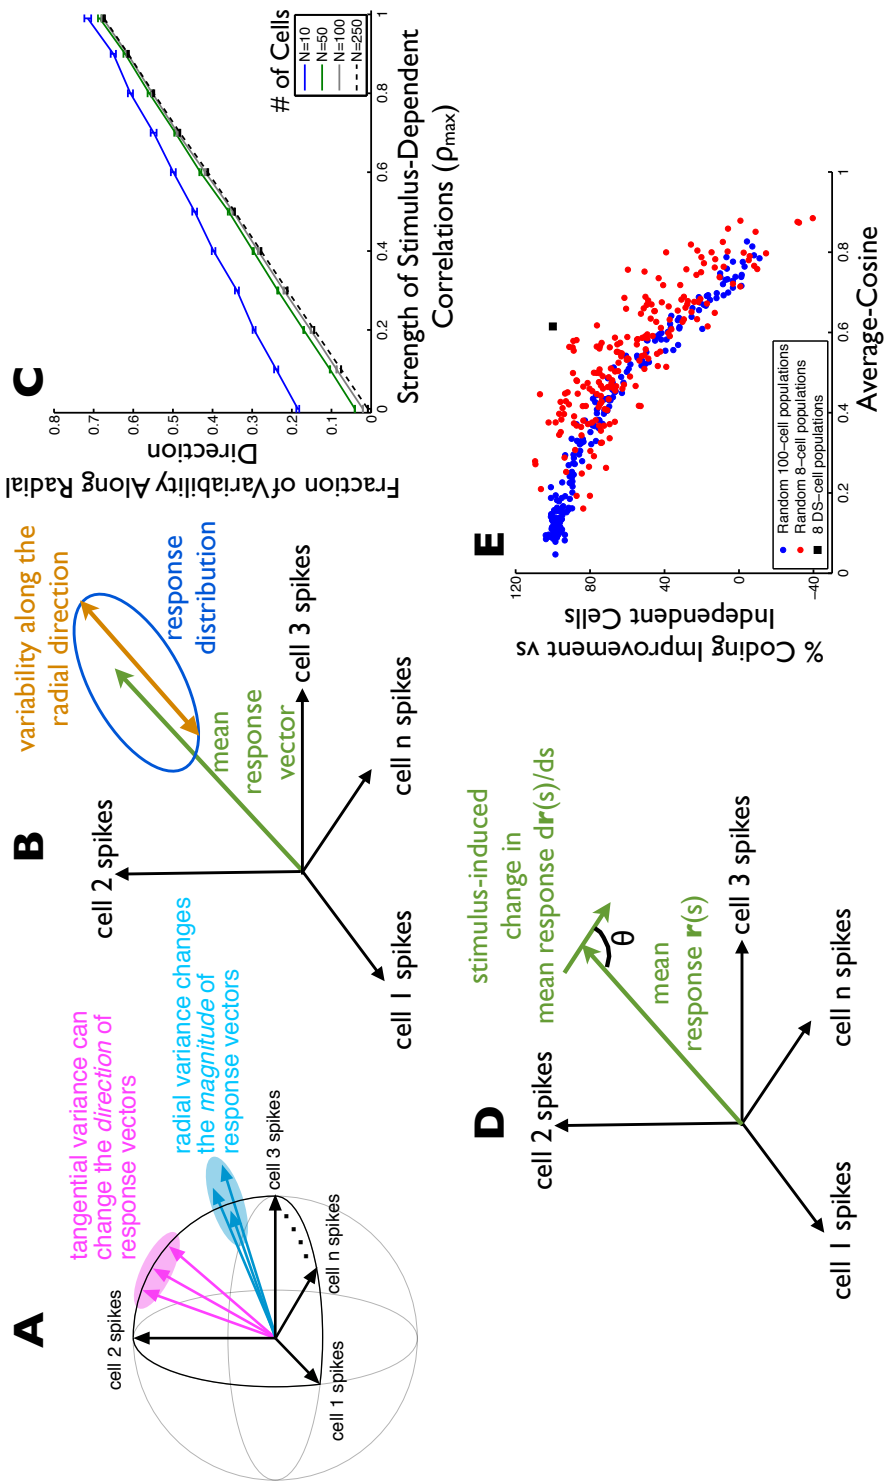 A
tangential variance can
change the direction of
response vectors
radial variance changes
the magnitude of
response vectors
cell 2 spikes
cell 3 spikes
cell n spikes
cell 1 spikes
B
variability along the
radial direction
response
distribution
mean
response
vector
cell 2 spikes
cell 3 spikes
cell n spikes
cell 1 spikes
C
Fraction of Variability Along Radial
Direction
0.8
0.7
0.6
0.5
0.4
0.3
0.2
0.1
0
0
0.2
0.4
0.6
0.8
1
Strength of Stimulus-Dependent
Correlations (ρmax)
# of Cells
N=10
N=50
N=100
N=250
D
stimulus-induced
change in
mean response dr(s)/ds
θ
mean
response r(s)
cell 2 spikes
cell 3 spikes
cell n spikes
cell 1 spikes
E
% Coding Improvement vs
Independent Cells
120
80
40
0
-40
0
0.2
0.4
0.6
0.8
1
Average-Cosine
Random 100-cell populations
Random 8-cell populations
8 DS-cell populations